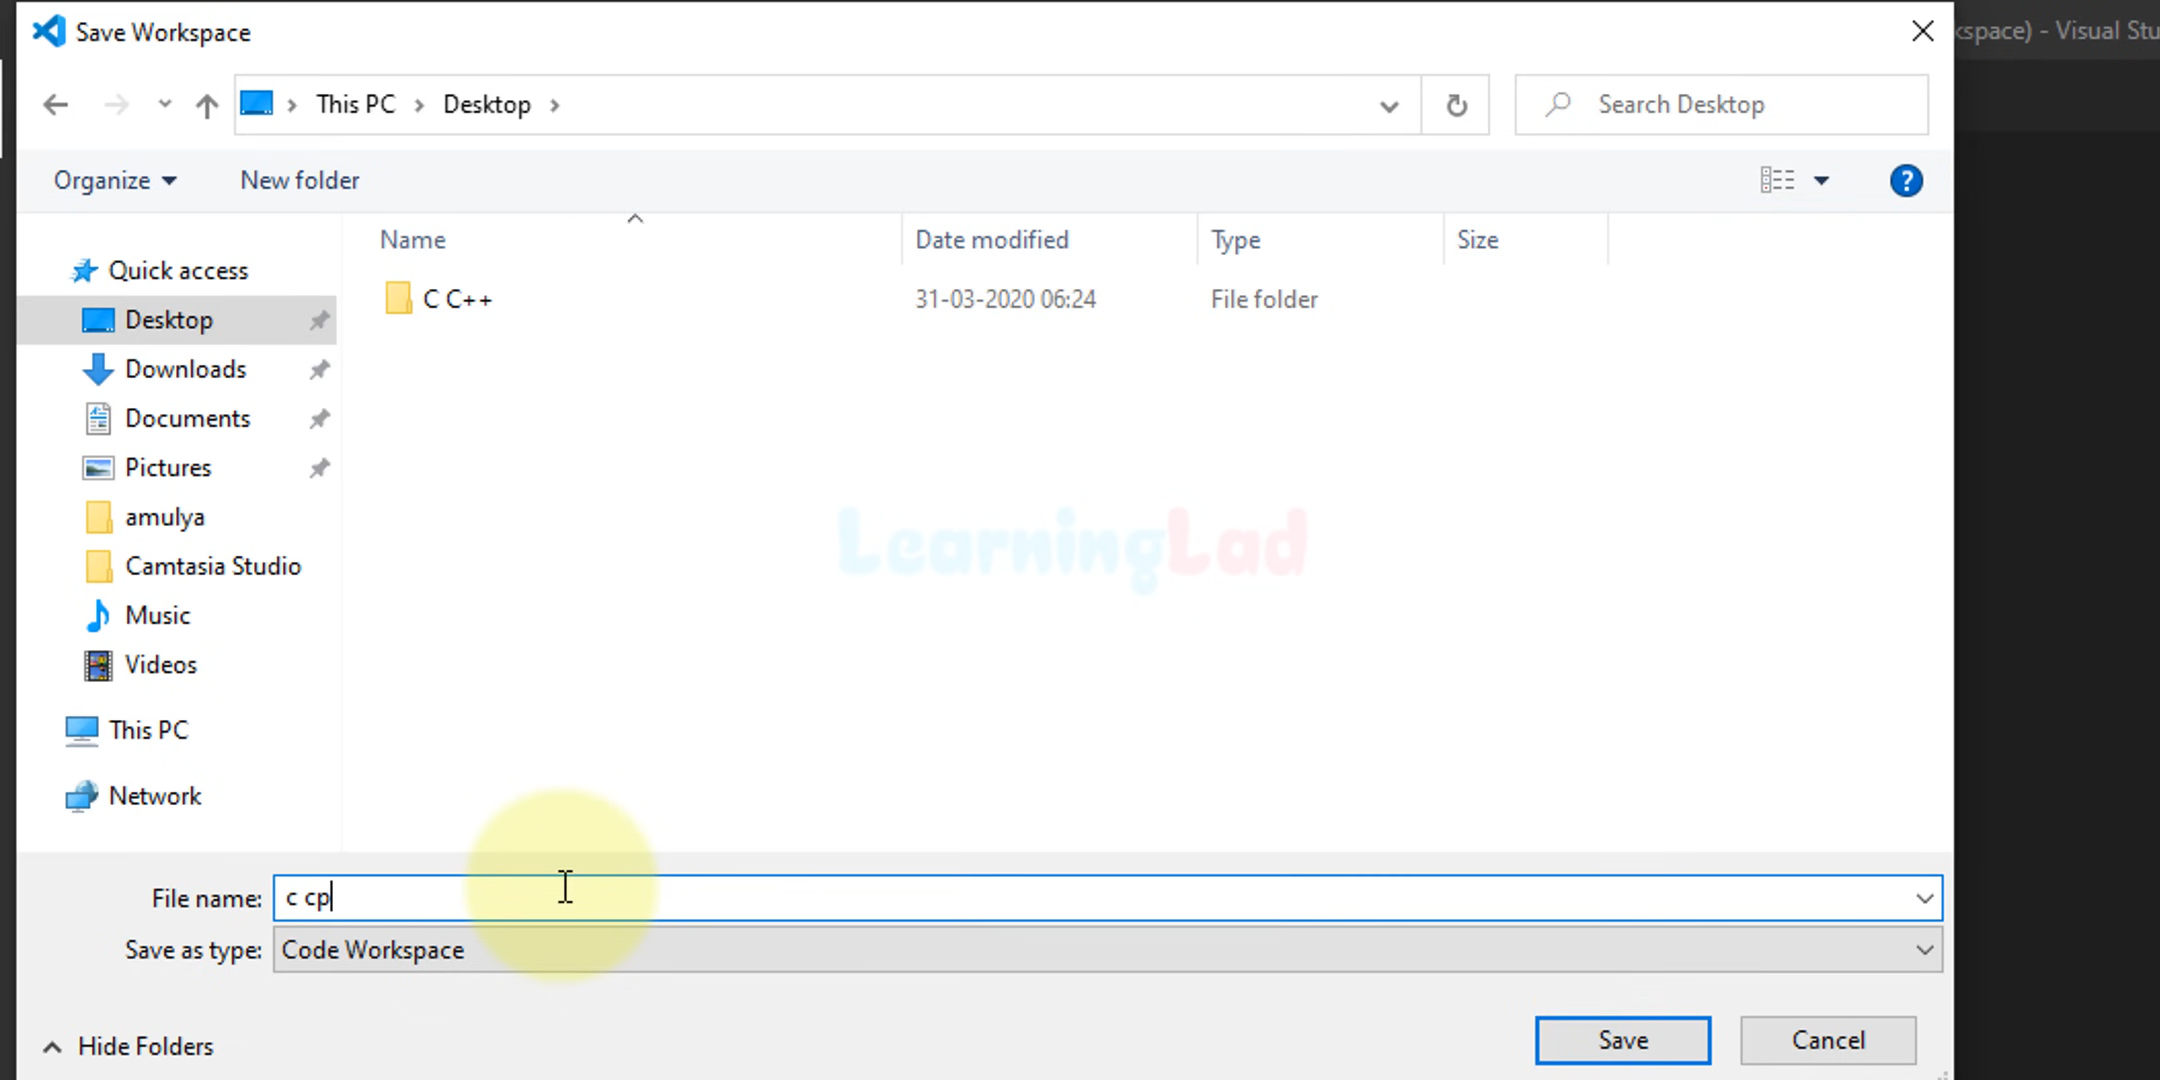 Save Workspace
kspace) - Visual Stu
This PC
Desktop
Search Desktop
Organize
New folder
?
Name
Date modified
Type
Size
Quick access
C C++
31-03-2020 06:24
File folder
Desktop
Downloads
Documents
Pictures
amulya
LearningLad
Camtasia Studio
Music
Videos
This PC
Network
File name:
c cp
Save as type:
Code Workspace
Hide Folders
Save
Cancel